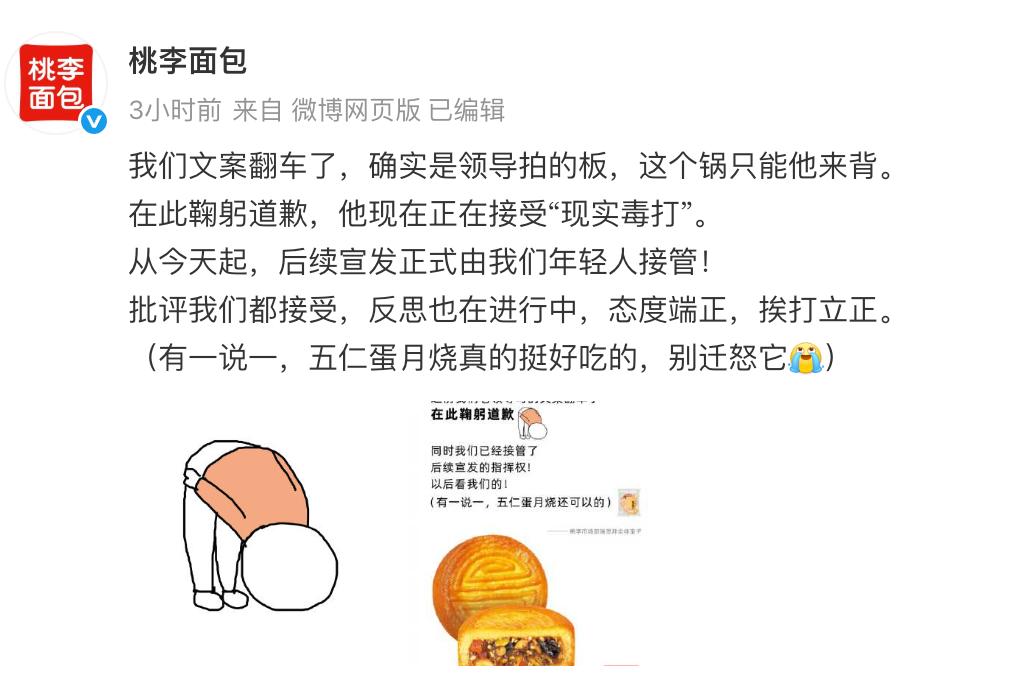 桃李
面包
桃李面包
3小时前 来自 微博网页版 已编辑
我们文案翻车了，确实是领导拍的板，这个锅只能他来背。
在此鞠躬道歉，他现在正在接受“现实毒打”。
从今天起，后续宣发正式由我们年轻人接管！
批评我们都接受，反思也在进行中，态度端正，挨打立正。
（有一说一，五仁蛋月烧真的挺好吃的，别迁怒它😭）
在此鞠躬道歉
同时我们已经接管了
后续宣发的指挥权！
以后看我们的！
(有一说一，五仁蛋月烧还可以的)